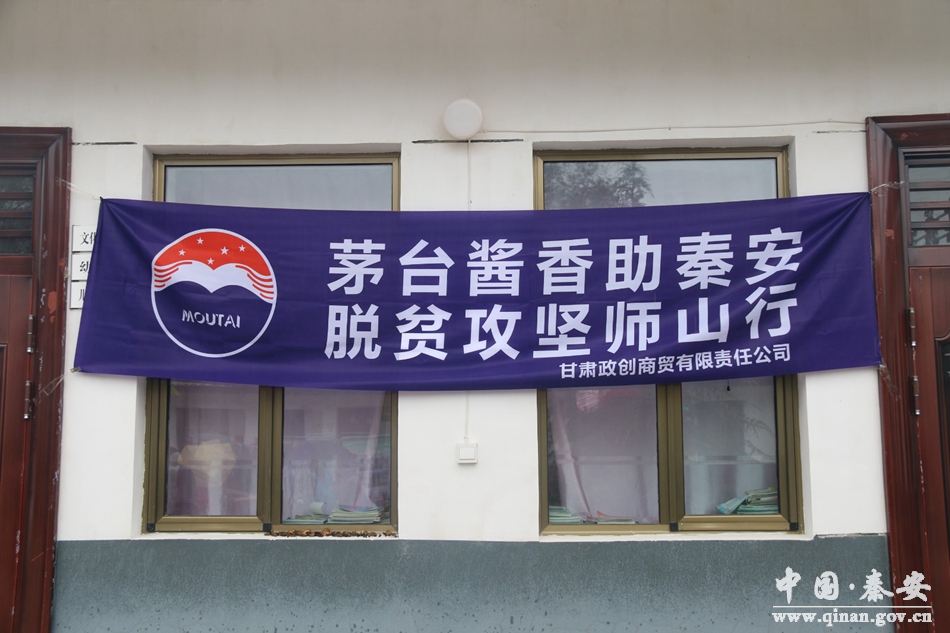 MOUTAI
茅台酱香助秦安
脱贫攻坚师山行
甘肃政创商贸有限责任公司
中国·秦安
www.qinan.gov.cn